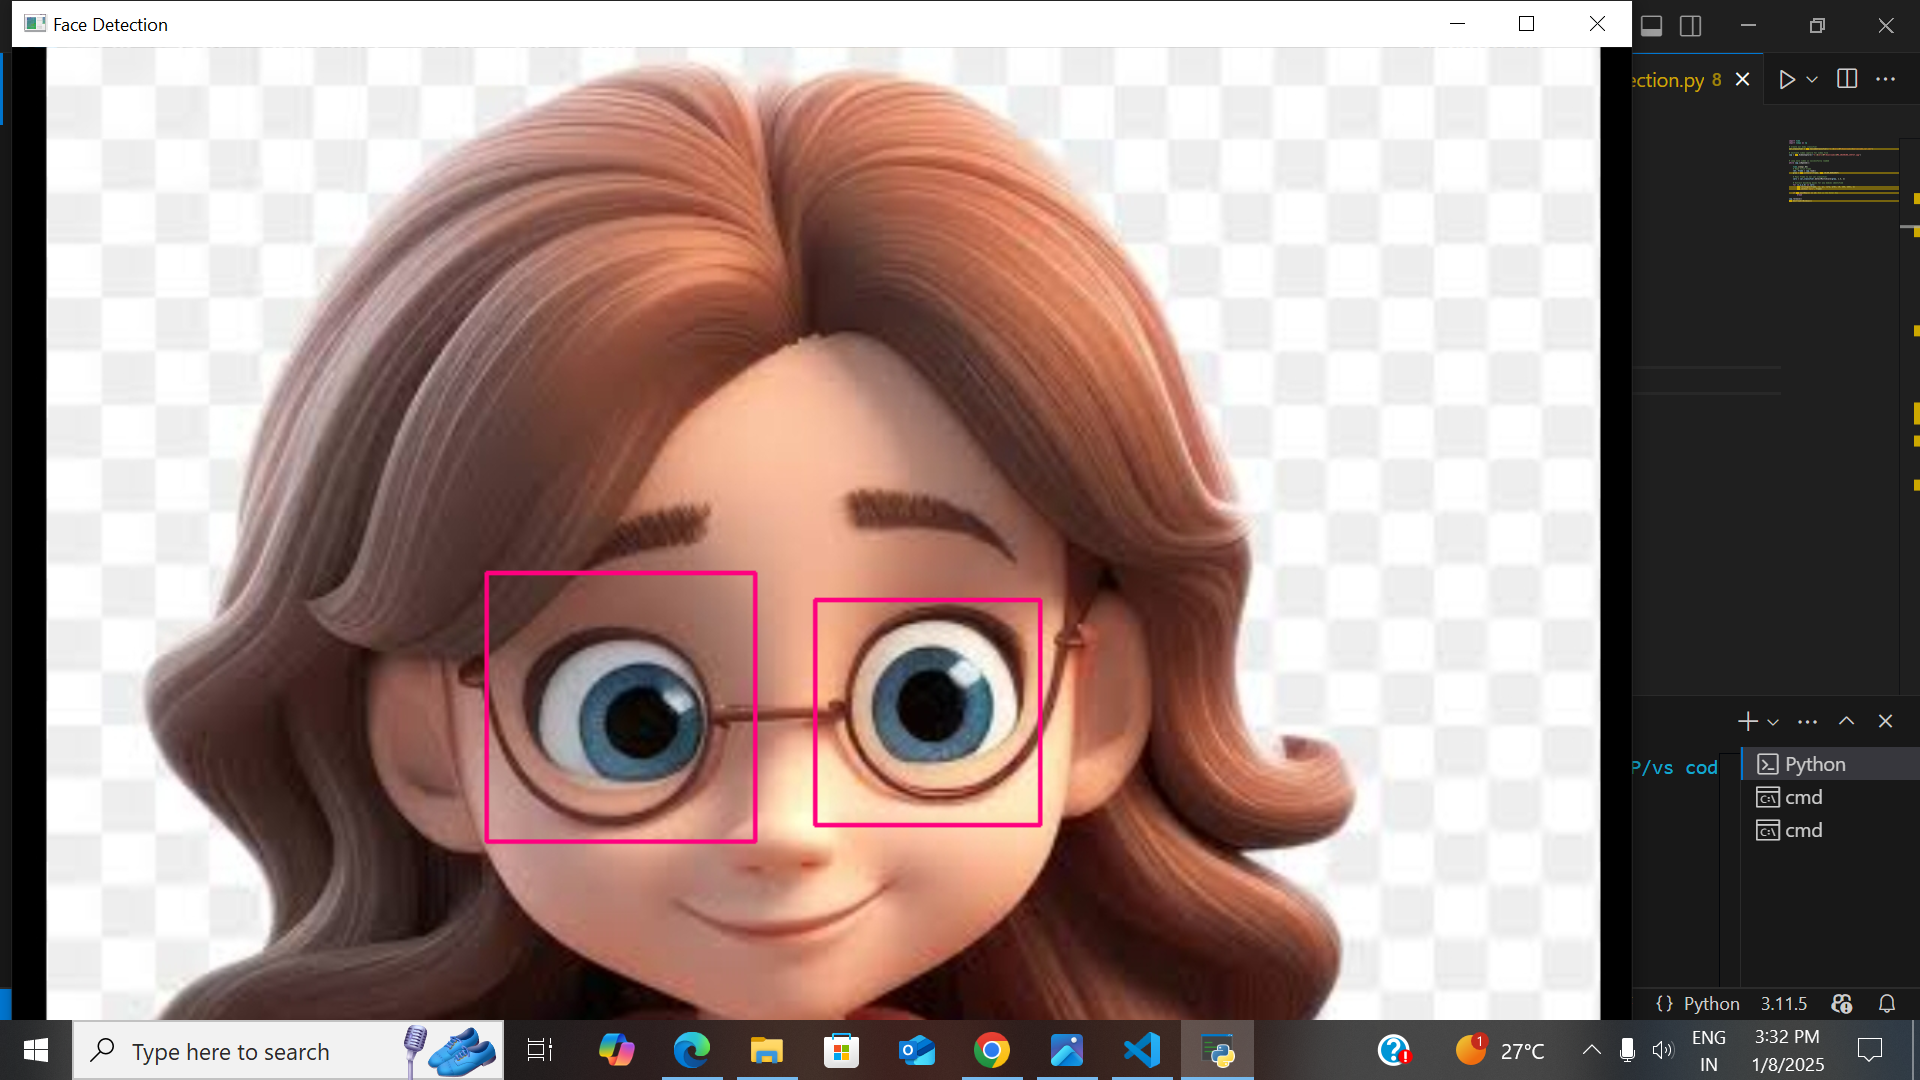 Face Detection
ection.py 8
P/vs cod
Python
cmd
cmd
{} Python 3.11.5
Type here to search
1
27°C
ENG
IN
3:32 PM
1/8/2025